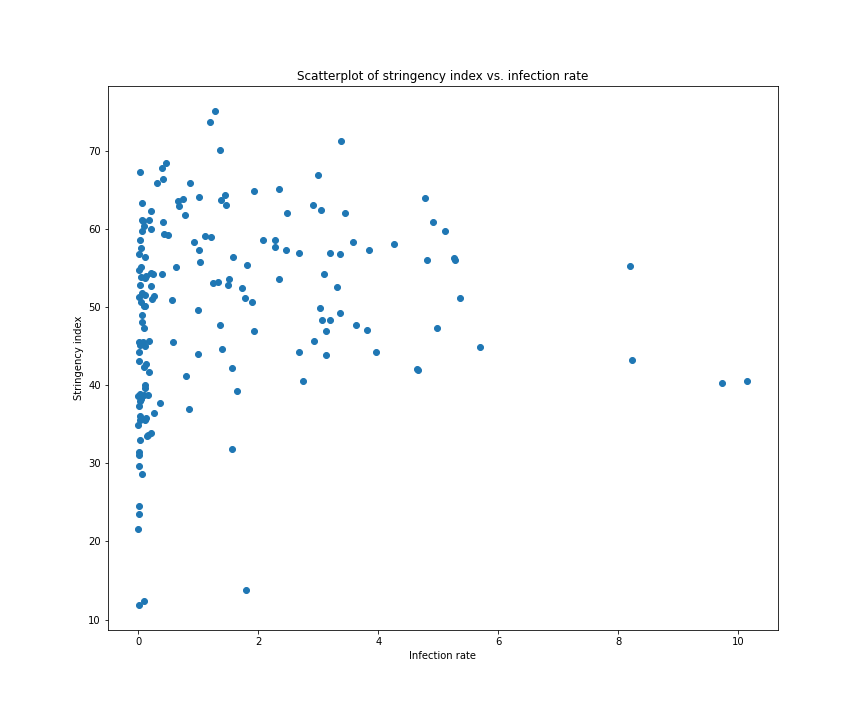 Scatterplot of stringency index vs. infection rate
70
60
50
40
30
20
10
Stringency index
0 2 4 6 8 10
Infection rate